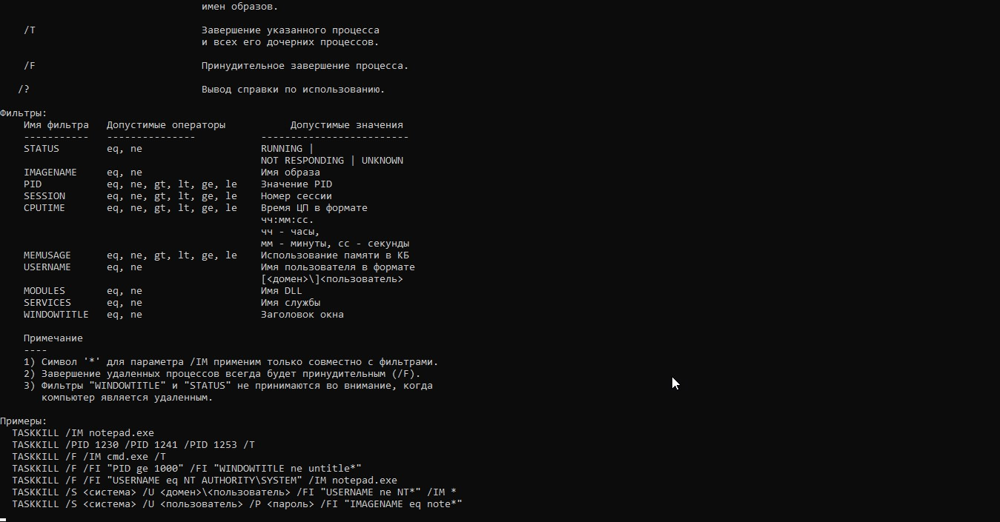 имен образов.
/T Завершение указанного процесса
и всех его дочерних процессов.
/F Принудительное завершение процесса.
/? Вывод справки по использованию.
Фильтры:
Имя фильтра Допустимые операторы Допустимые значения
----------- --------------- -------------------------
STATUS eq, ne RUNNING |
NOT RESPONDING | UNKNOWN
IMAGENAME eq, ne Имя образа
PID eq, ne, gt, lt, ge, le Значение PID
SESSION eq, ne, gt, lt, ge, le Номер сессии
CPUTIME eq, ne, gt, lt, ge, le Время ЦП в формате
чч:мм:сс.
чч - часы,
мм - минуты, сс - секунды
MEMUSAGE eq, ne, gt, lt, ge, le Использование памяти в КБ
USERNAME eq, ne Имя пользователя в формате
[<домен>\]<пользователь>
MODULES eq, ne Имя DLL
SERVICES eq, ne Имя службы
WINDOWTITLE eq, ne Заголовок окна
Примечание
----
1) Символ '*' для параметра /IM применим только совместно с фильтрами.
2) Завершение удаленных процессов всегда будет принудительным (/F).
3) Фильтры "WINDOWTITLE" и "STATUS" не принимаются во внимание, когда
компьютер является удаленным.
Примеры:
TASKKILL /IM notepad.exe
TASKKILL /PID 1230 /PID 1241 /PID 1253 /T
TASKKILL /F /IM cmd.exe /T
TASKKILL /F /FI "PID ge 1000" /FI "WINDOWTITLE ne untitle*"
TASKKILL /F /FI "USERNAME eq NT AUTHORITY\SYSTEM" /IM notepad.exe
TASKKILL /S <система> /U <домен>\<пользователь> /FI "USERNAME ne NT*" /IM *
TASKKILL /S <система> /U <пользователь> /P <пароль> /FI "IMAGENAME eq note*"